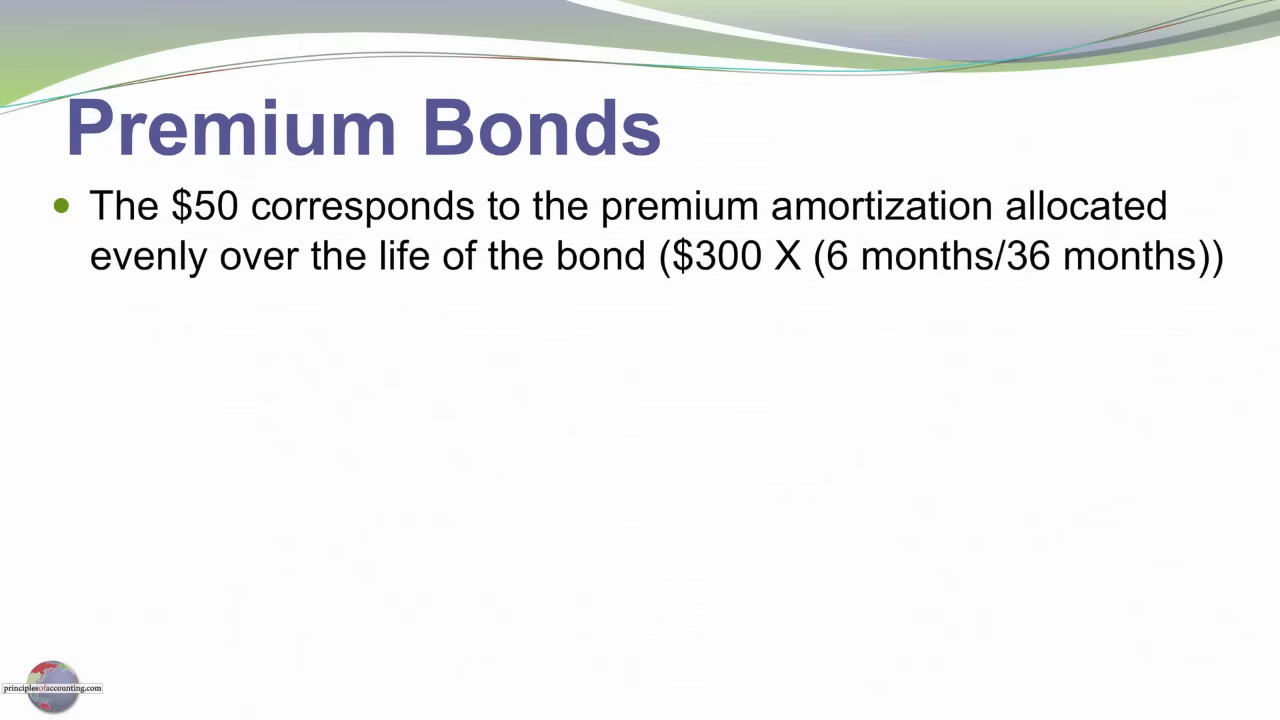 Premium Bonds
• The $50 corresponds to the premium amortization allocated
evenly over the life of the bond ($300 X (6 months/36 months))
principlesofaccounting.com